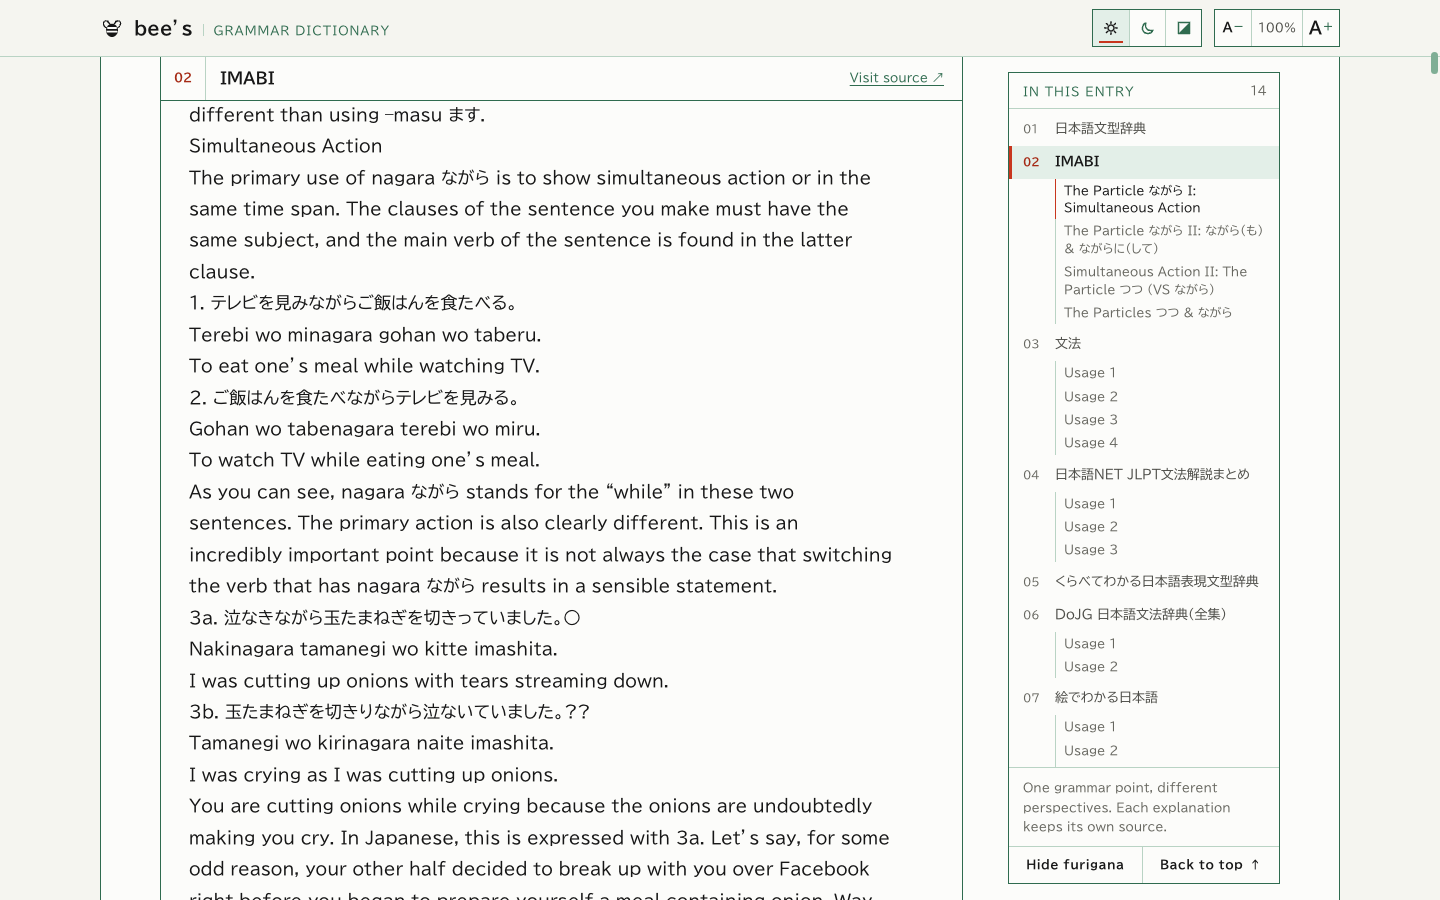 bee's GRAMMAR DICTIONARY
A− 100% A+
02 IMABI Visit source ↗
different than using –masu ます。
Simultaneous Action
The primary use of nagara ながら is to show simultaneous action or in the
same time span. The clauses of the sentence you make must have the
same subject, and the main verb of the sentence is found in the latter
clause.
1. テレビを見みながらご飯はんを食たべる。
Terebi wo minagara gohan wo taberu.
To eat one's meal while watching TV.
2. ご飯はんを食たべながらテレビを見みる。
Gohan wo tabenagara terebi wo miru.
To watch TV while eating one's meal.
As you can see, nagara ながら stands for the “while” in these two
sentences. The primary action is also clearly different. This is an
incredibly important point because it is not always the case that switching
the verb that has nagara ながら results in a sensible statement.
3a. 泣なきながら玉たまねぎを切きっていました。〇
Nakinagara tamanegi wo kitte imashita.
I was cutting up onions with tears streaming down.
3b. 玉たまねぎを切きりながら泣ないていました。??
Tamanegi wo kirinagara naite imashita.
I was crying as I was cutting up onions.
You are cutting onions while crying because the onions are undoubtedly
making you cry. In Japanese, this is expressed with 3a. Let's say, for some
odd reason, your other half decided to break up with you over Facebook
right before you began to prepare yourself a meal containing onion. Way
IN THIS ENTRY 14
01 日本語文型辞典
02 IMABI
The Particle ながら I:
Simultaneous Action
The Particle ながら II: ながら(も)
& ながらに(して)
Simultaneous Action II: The
Particle つつ (VS ながら)
The Particles つつ & ながら
03 文法
Usage 1
Usage 2
Usage 3
Usage 4
04 日本語NET JLPT文法解説まとめ
Usage 1
Usage 2
Usage 3
05 くらべてわかる日本語表現文型辞典
06 DoJG 日本語文法辞典(全集)
Usage 1
Usage 2
07 絵でわかる日本語
Usage 1
Usage 2
One grammar point, different
perspectives. Each explanation
keeps its own source.
Hide furigana Back to top ↑